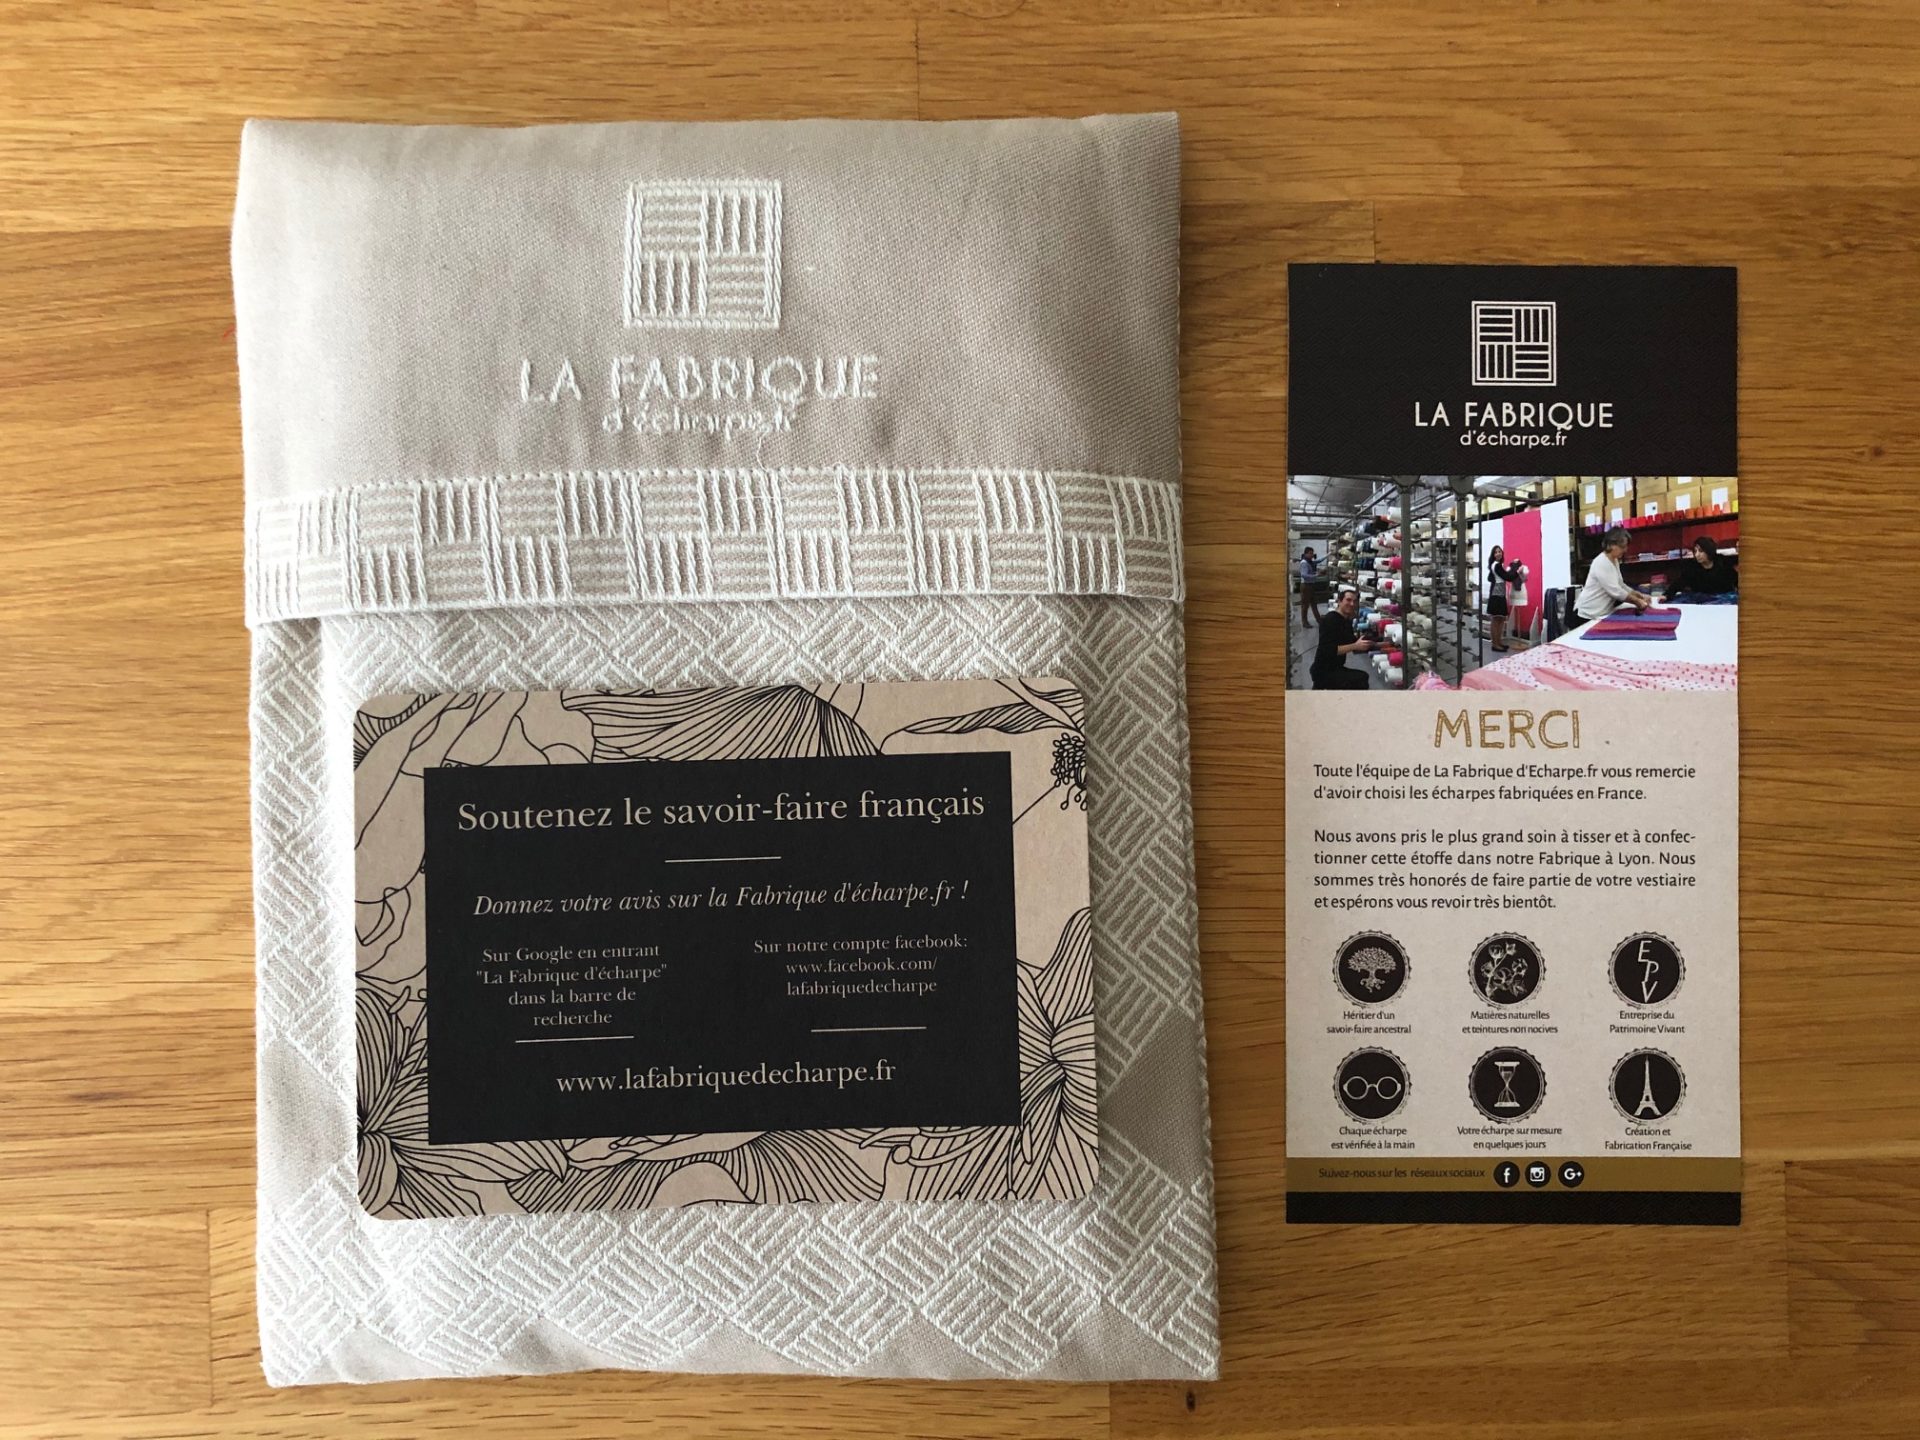 LA FABRIQUE
d'écharpe.fr
Soutenez le savoir-faire français
Donnez votre avis sur la Fabrique d'écharpe.fr !
Sur Google en entrant
"La Fabrique d'écharpe"
dans la barre de
recherche
Sur notre compte facebook:
www.facebook.com/
lafabriquedecharpe
www.lafabriquedecharpe.fr
LA FABRIQUE
d'écharpe.fr
MERCI
Toute l'équipe de La Fabrique d'Echarpe.fr vous remercie
d'avoir choisi les écharpes fabriquées en France.
Nous avons pris le plus grand soin à tisser et à confec-
tionner cette étoffe dans notre Fabrique à Lyon. Nous
sommes très honorés de faire partie de votre vestiaire
et espérons vous revoir très bientôt.
EPV
Héritier d'un
savoir-faire ancestral
Matières naturelles
et teintures non nocives
Entreprise du
Patrimoine Vivant
Chaque écharpe
est vérifiée à la main
Votre écharpe sur mesure
en quelques jours
Création et
Fabrication Française
Suivez-nous sur les réseaux sociaux
f
G+